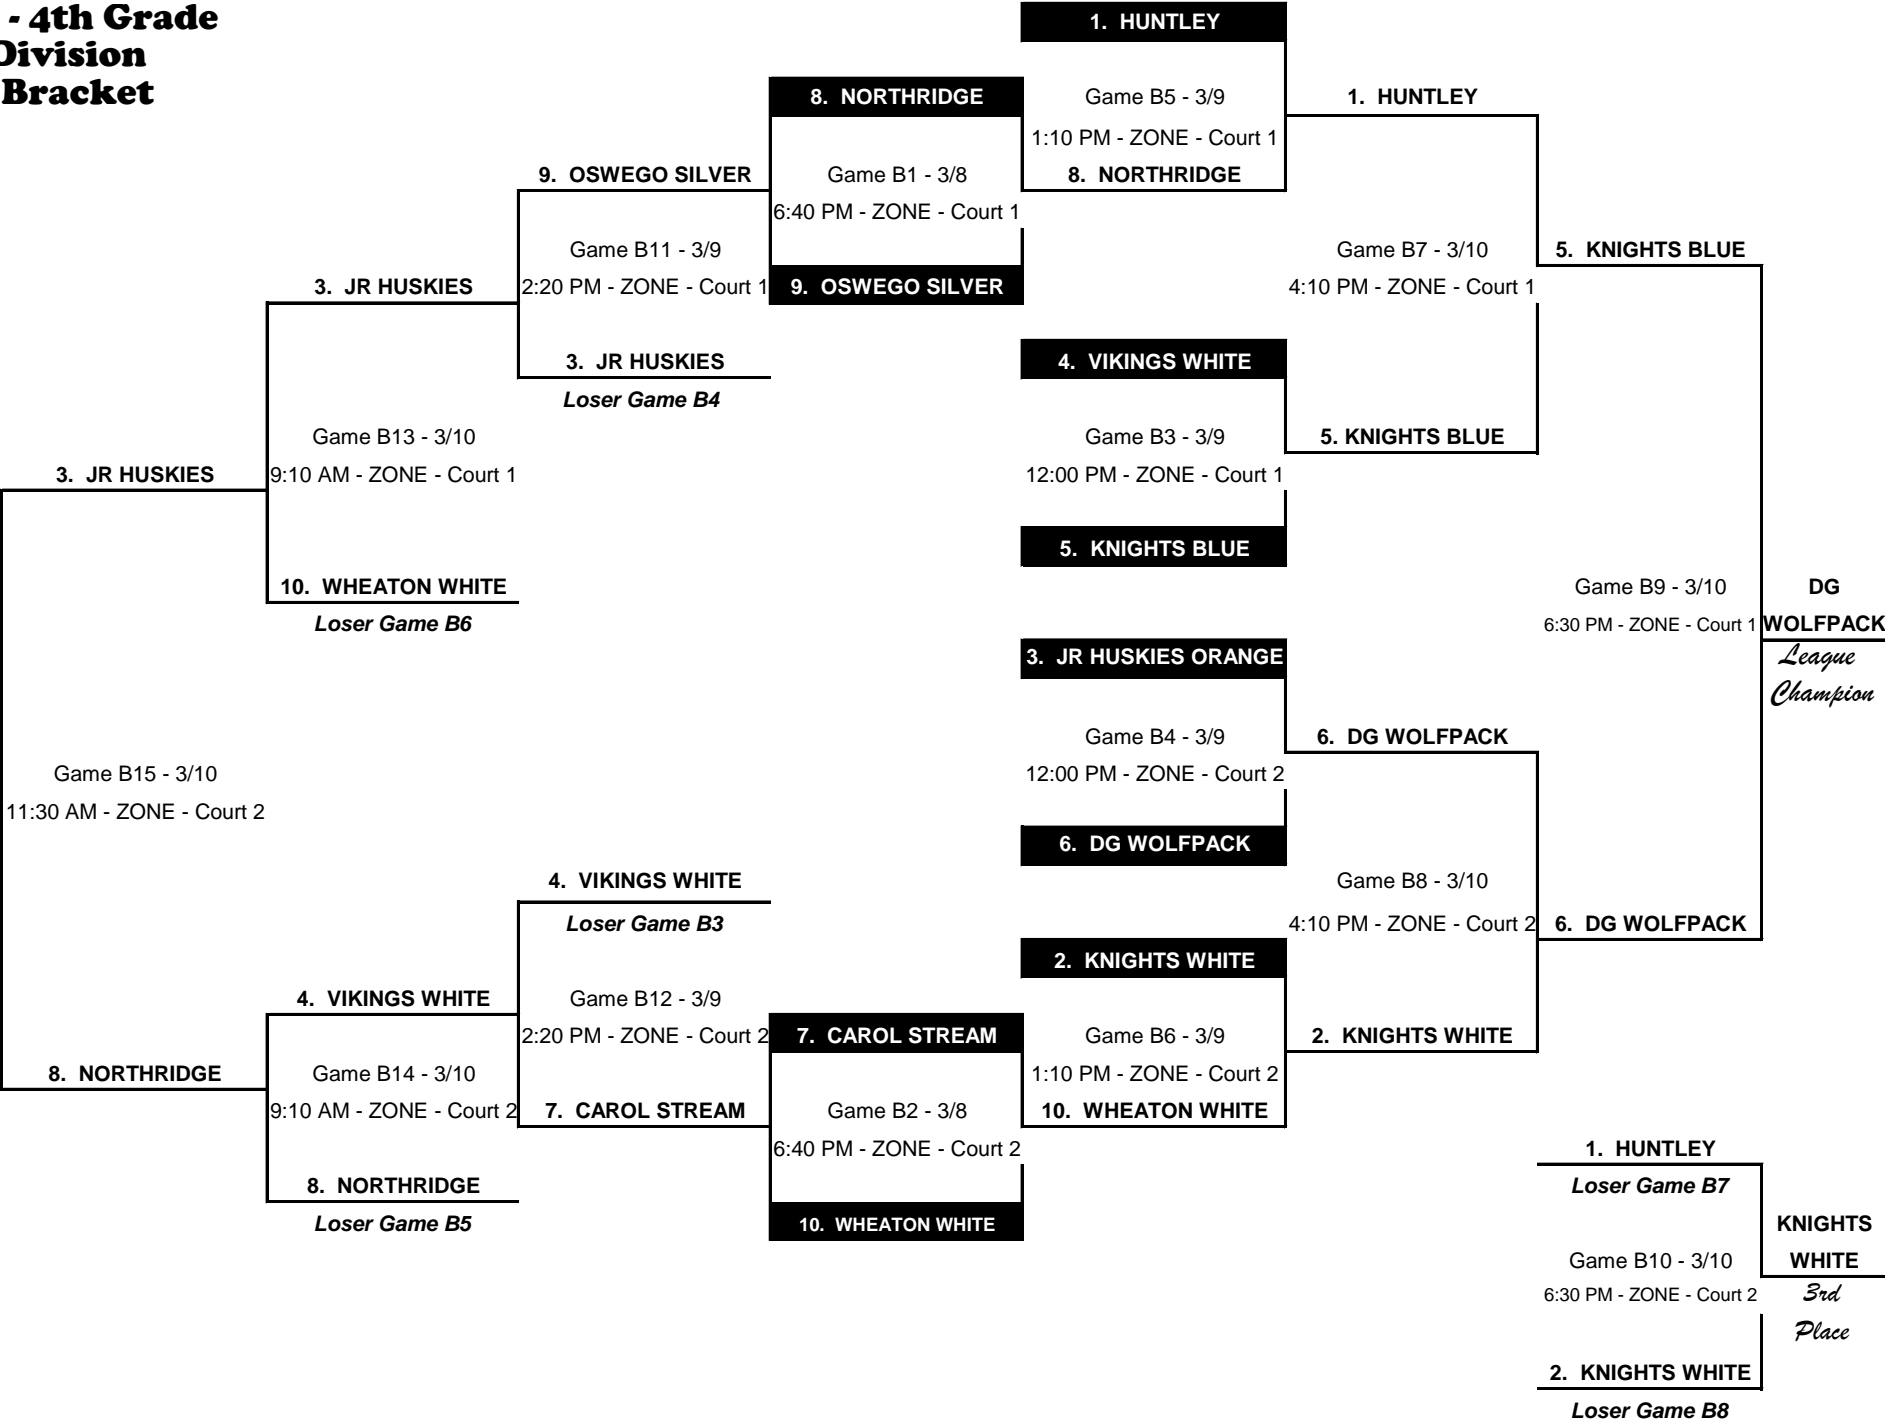 - 4th Grade
Division
Bracket
1. HUNTLEY
8. NORTHRIDGE
Game B5 - 3/9
1. HUNTLEY
1:10 PM - ZONE - Court 1
9. OSWEGO SILVER
Game B1 - 3/8
8. NORTHRIDGE
6:40 PM - ZONE - Court 1
Game B11 - 3/9
Game B7 - 3/10
5. KNIGHTS BLUE
3. JR HUSKIES
2:20 PM - ZONE - Court 1
9. OSWEGO SILVER
4:10 PM - ZONE - Court 1
3. JR HUSKIES
4. VIKINGS WHITE
Loser Game B4
Game B13 - 3/10
Game B3 - 3/9
5. KNIGHTS BLUE
3. JR HUSKIES
9:10 AM - ZONE - Court 1
12:00 PM - ZONE - Court 1
5. KNIGHTS BLUE
10. WHEATON WHITE
Game B9 - 3/10
DG
Loser Game B6
6:30 PM - ZONE - Court 1
WOLFPACK
3. JR HUSKIES ORANGE
League
Champion
Game B4 - 3/9
6. DG WOLFPACK
Game B15 - 3/10
12:00 PM - ZONE - Court 2
11:30 AM - ZONE - Court 2
6. DG WOLFPACK
4. VIKINGS WHITE
Game B8 - 3/10
Loser Game B3
4:10 PM - ZONE - Court 2
6. DG WOLFPACK
2. KNIGHTS WHITE
4. VIKINGS WHITE
Game B12 - 3/9
2:20 PM - ZONE - Court 2
7. CAROL STREAM
Game B6 - 3/9
2. KNIGHTS WHITE
8. NORTHRIDGE
Game B14 - 3/10
1:10 PM - ZONE - Court 2
9:10 AM - ZONE - Court 2
7. CAROL STREAM
Game B2 - 3/8
10. WHEATON WHITE
6:40 PM - ZONE - Court 2
1. HUNTLEY
8. NORTHRIDGE
Loser Game B7
Loser Game B5
10. WHEATON WHITE
KNIGHTS
Game B10 - 3/10
WHITE
6:30 PM - ZONE - Court 2
3rd
Place
2. KNIGHTS WHITE
Loser Game B8